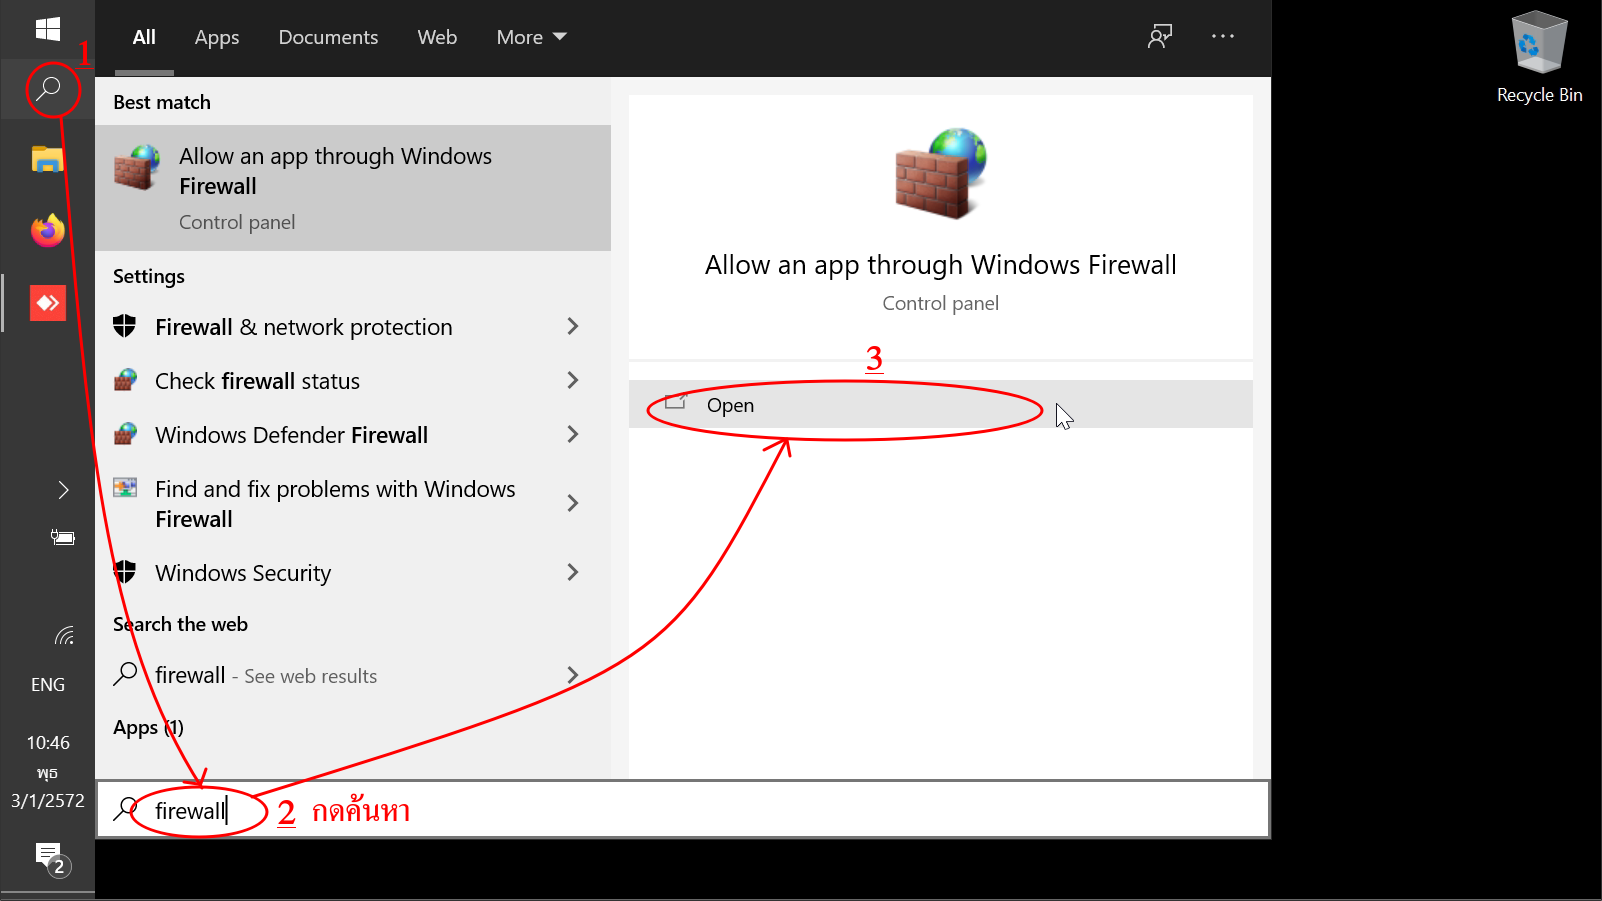 1
All Apps Documents Web More
Recycle Bin
Best match
Allow an app through Windows
Firewall
Control panel
Settings
Firewall & network protection
Check firewall status
Windows Defender Firewall
Find and fix problems with Windows
Firewall
Windows Security
Search the web
firewall - See web results
Apps (1)
Allow an app through Windows Firewall
Control panel
3
Open
firewall
2 กดค้นหา
ENG
10:46
พุธ
3/1/2572
2